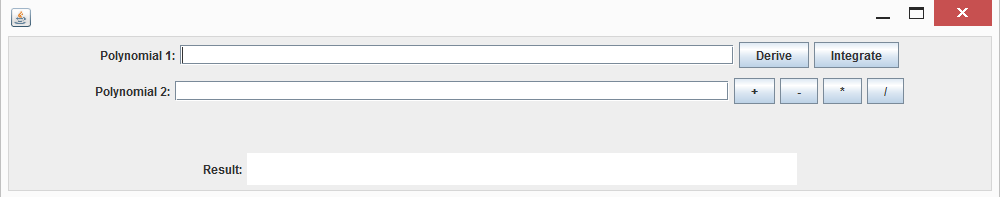 Polynomial 1: Derive Integrate
Polynomial 2: + - * /
Result: